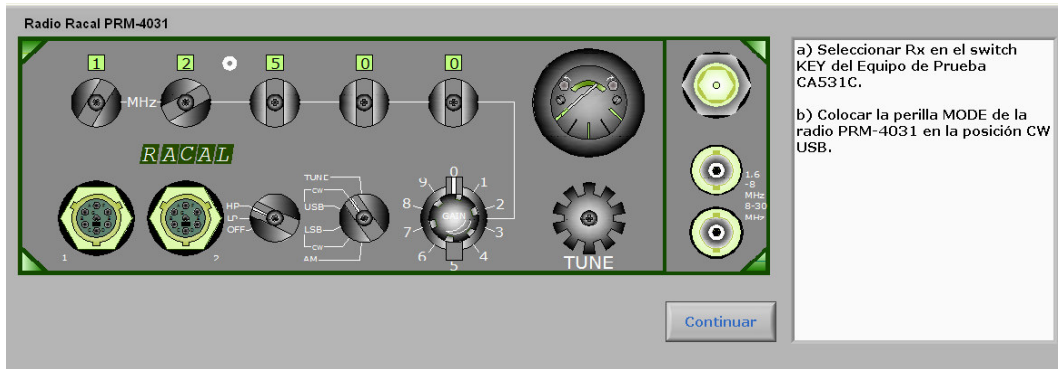 Radio Racal PRM-4031
1 2 5 0 0
MHz
RACAL
TUNE
CW
USB
LSB
CW
AM
HP
LP
OFF
0
1
2
3
4
5
6
7
8
9
GAIN
TUNE
1
2
1.6
-8
MHz
8-30
MHz
a) Seleccionar Rx en el switch
KEY del Equipo de Prueba
CA531C.
b) Colocar la perilla MODE de la
radio PRM-4031 en la posición CW
USB.
Continuar